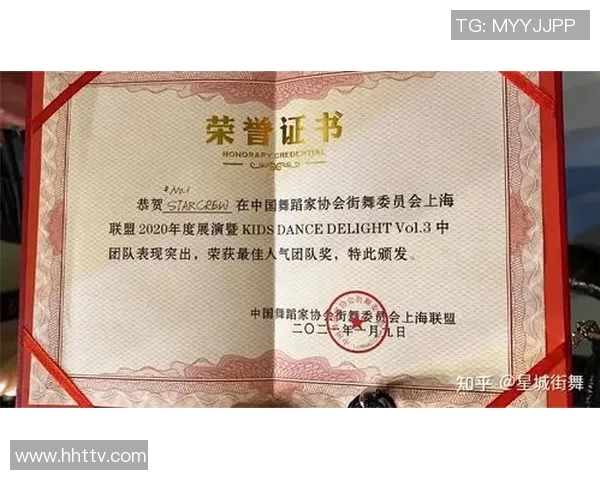 TG: MYYJJPP
荣誉证书
HONORARY CREDENTIAL
#No.1
恭贺 STARCREW 在中国舞蹈家协会街舞委员会上海
联盟 2020年度展演暨 KIDS DANCE DELIGHT Vol.3 中
团队表现突出，荣获最佳人气团队奖，特此颁发。
中国舞蹈家协会街舞委员会上海联盟
二〇二一年一月九日
知乎 @星城街舞
www.hhttv.com